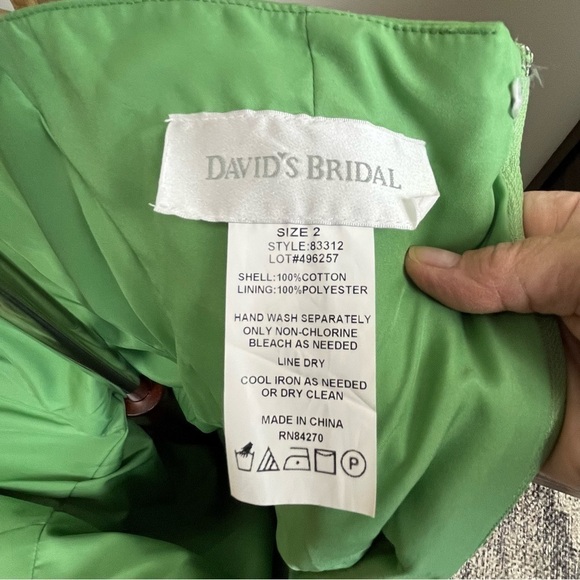 DAVID'S BRIDAL
SIZE 2
STYLE:83312
LOT#496257
SHELL:100%COTTON
LINING:100%POLYESTER
HAND WASH SEPARATELY
ONLY NON-CHLORINE
BLEACH AS NEEDED
LINE DRY
COOL IRON AS NEEDED
OR DRY CLEAN
MADE IN CHINA
RN84270
P